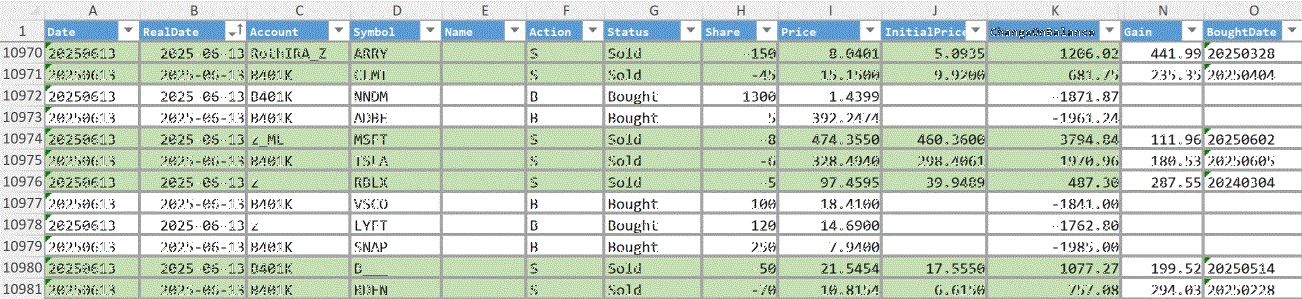 A B C D E F G H I J K N O
1 Date RealDate Account Symbol Name Action Status Share Price InitialPrice ChangeOnBalance Gain BoughtDate
10970 20250613 2025-06-13 RothIRA_Z ARRY S Sold -150 8.0401 5.0935 1206.02 441.99 20250328
10971 20250613 2025-06-13 B401K CLMT S Sold -45 15.1500 9.9200 681.75 235.35 20250404
10972 20250613 2025-06-13 B401K NNDM B Bought 1300 1.4399 -1871.87
10973 20250613 2025-06-13 B401K ADBE B Bought 5 392.2474 -1961.24
10974 20250613 2025-06-13 z_ML MSFT S Sold -8 474.3550 460.3600 3794.84 111.96 20250602
10975 20250613 2025-06-13 B401K TSLA S Sold -6 328.4940 298.4061 1970.96 180.53 20250605
10976 20250613 2025-06-13 z RBLX S Sold -5 97.4595 39.9489 487.30 287.55 20240304
10977 20250613 2025-06-13 B401K VSCO B Bought 100 18.4100 -1841.00
10978 20250613 2025-06-13 z LYFT B Bought 120 14.6900 -1762.80
10979 20250613 2025-06-13 B401K SNAP B Bought 250 7.9400 -1985.00
10980 20250613 2025-06-13 B401K B___ S Sold -50 21.5454 17.5550 1077.27 199.52 20250514
10981 20250613 2025-06-13 B401K S Sold -70 10.8154 6.6150 757.08 294.03 20250228